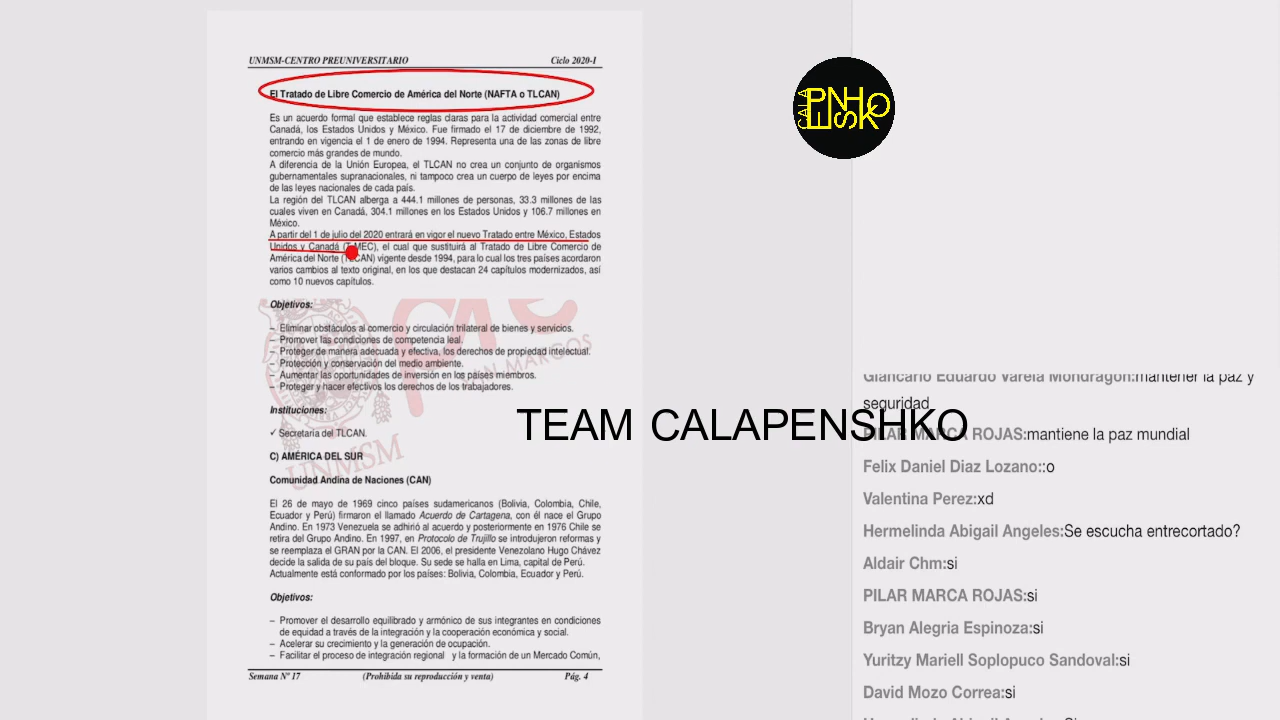 UNMSM-CENTRO PREUNIVERSITARIO Ciclo 2020-I
El Tratado de Libre Comercio de América del Norte (NAFTA o TLCAN)
Es un acuerdo formal que establece reglas claras para la actividad comercial entre
Canadá, los Estados Unidos y México. Fue firmado el 17 de diciembre de 1992,
entrando en vigencia el 1 de enero de 1994. Representa una de las zonas de libre
comercio más grandes de mundo.
A diferencia de la Unión Europea, el TLCAN no crea un conjunto de organismos
gubernamentales supranacionales, ni tampoco crea un cuerpo de leyes por encima
de las leyes nacionales de cada país.
La región del TLCAN alberga a 444.1 millones de personas, 33.3 millones de las
cuales viven en Canadá, 304.1 millones en los Estados Unidos y 106.7 millones en
México.
A partir del 1 de julio del 2020 entrará en vigor el nuevo Tratado entre México, Estados
Unidos y Canadá (T-MEC), el cual que sustituirá al Tratado de Libre Comercio de
América del Norte (TLCAN) vigente desde 1994, para lo cual los tres países acordaron
varios cambios al texto original, en los que destacan 24 capítulos modernizados, así
como 10 nuevos capítulos.
Objetivos:
– Eliminar obstáculos al comercio y circulación trilateral de bienes y servicios.
– Promover las condiciones de competencia leal.
– Proteger de manera adecuada y efectiva, los derechos de propiedad intelectual.
– Protección y conservación del medio ambiente.
– Aumentar las oportunidades de inversión en los países miembros.
– Proteger y hacer efectivos los derechos de los trabajadores.
Instituciones:
✓ Secretaría del TLCAN.
C) AMÉRICA DEL SUR
Comunidad Andina de Naciones (CAN)
El 26 de mayo de 1969 cinco países sudamericanos (Bolivia, Colombia, Chile,
Ecuador y Perú) firmaron el llamado Acuerdo de Cartagena, con él nace el Grupo
Andino. En 1973 Venezuela se adhirió al acuerdo y posteriormente en 1976 Chile se
retira del Grupo Andino. En 1997, en Protocolo de Trujillo se introdujeron reformas y
se reemplaza el GRAN por la CAN. El 2006, el presidente Venezolano Hugo Chávez
decide la salida de su país del bloque. Su sede se halla en Lima, capital de Perú.
Actualmente está conformado por los países: Bolivia, Colombia, Ecuador y Perú.
Objetivos:
– Promover el desarrollo equilibrado y armónico de sus integrantes en condiciones
de equidad a través de la integración y la cooperación económica y social.
– Acelerar su crecimiento y la generación de ocupación.
– Facilitar el proceso de integración regional y la formación de un Mercado Común,
Semana Nº 17 (Prohibida su reproducción y venta) Pág. 4
UNMSM
SAN MARCOS
CALA
PENSHKO
TEAM CALAPENSHKO
Giancarlo Eduardo Varela Mondragon:mantener la paz y
seguridad
PILAR MARCA ROJAS:mantiene la paz mundial
Felix Daniel Diaz Lozano::o
Valentina Perez:xd
Hermelinda Abigail Angeles:Se escucha entrecortado?
Aldair Chm:si
PILAR MARCA ROJAS:si
Bryan Alegria Espinoza:si
Yuritzy Mariell Soplopuco Sandoval:si
David Mozo Correa:si